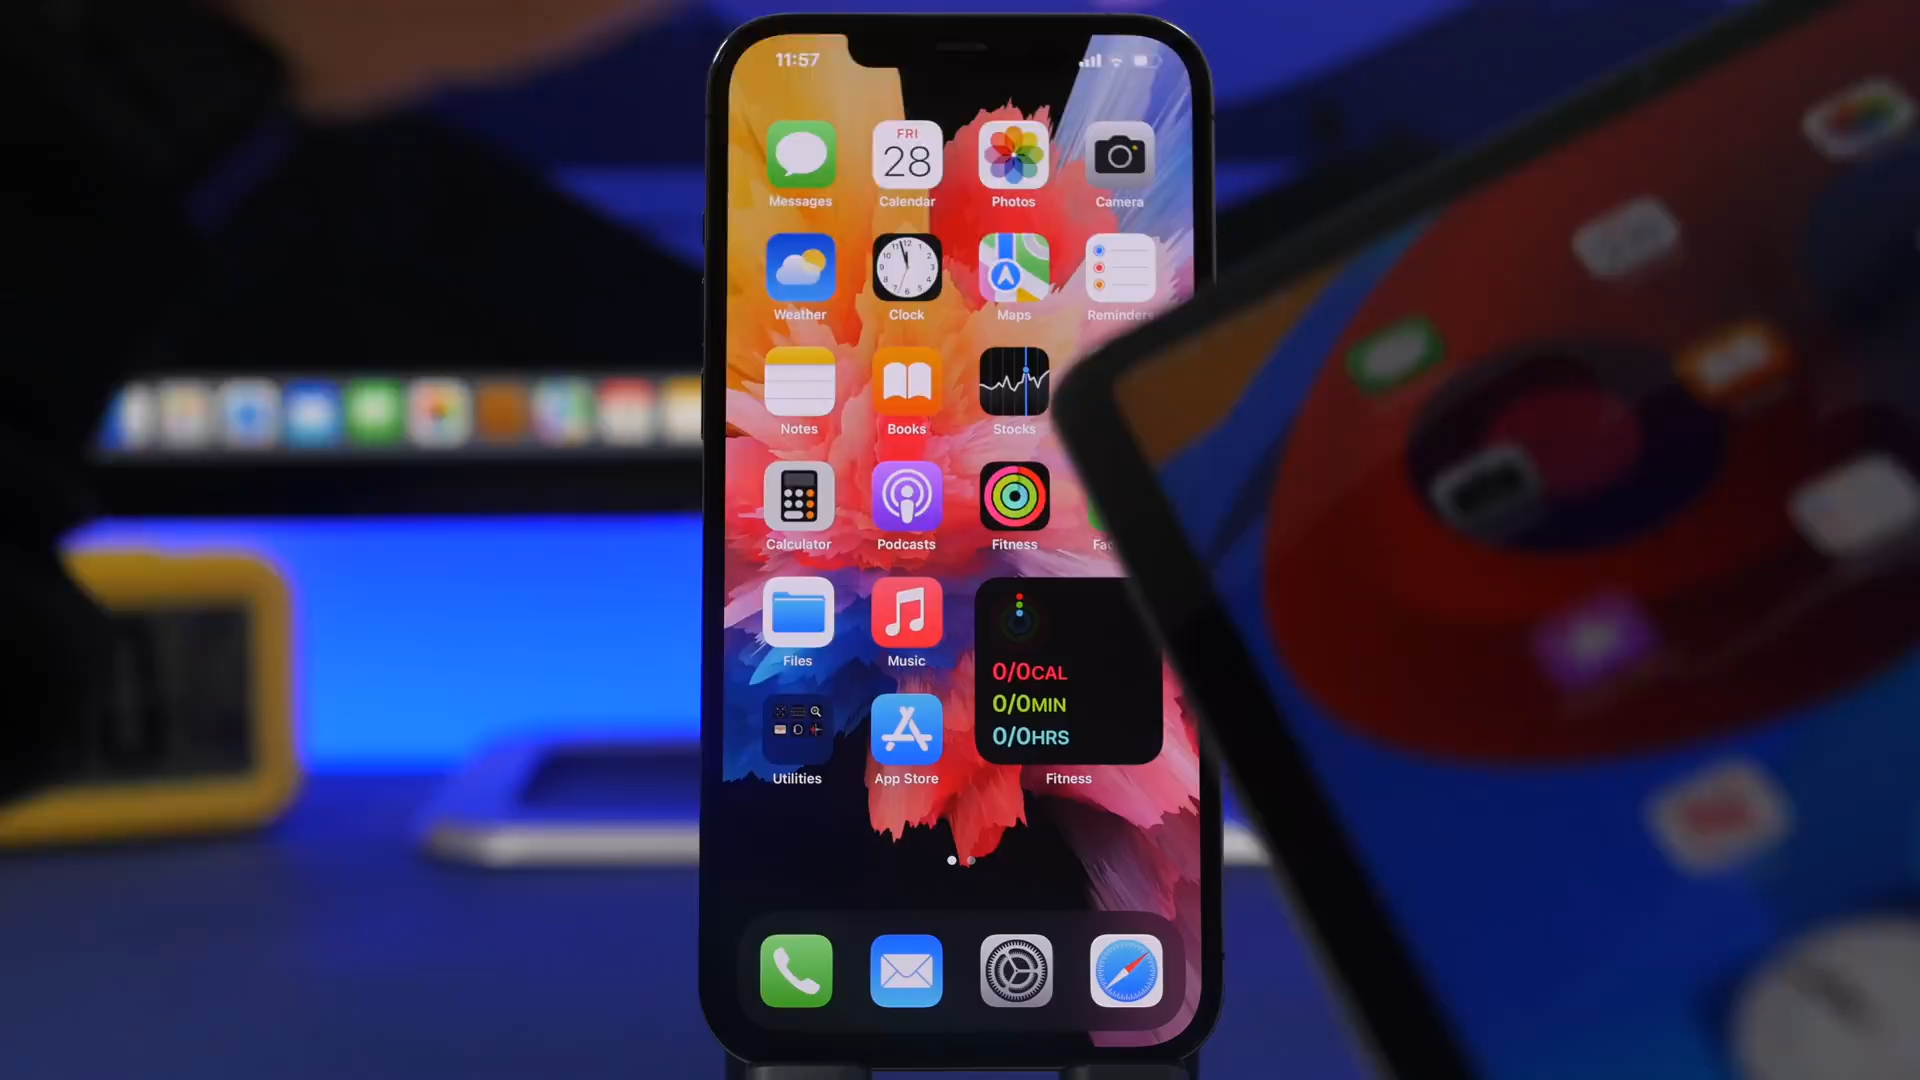 11:57
FRI
28
Messages
Calendar
Photos
Camera
Weather
Clock
Maps
Reminders
Notes
Books
Stocks
Calculator
Podcasts
Fitness
Files
Music
0/0CAL
0/0MIN
0/0HRS
Utilities
App Store
Fitness